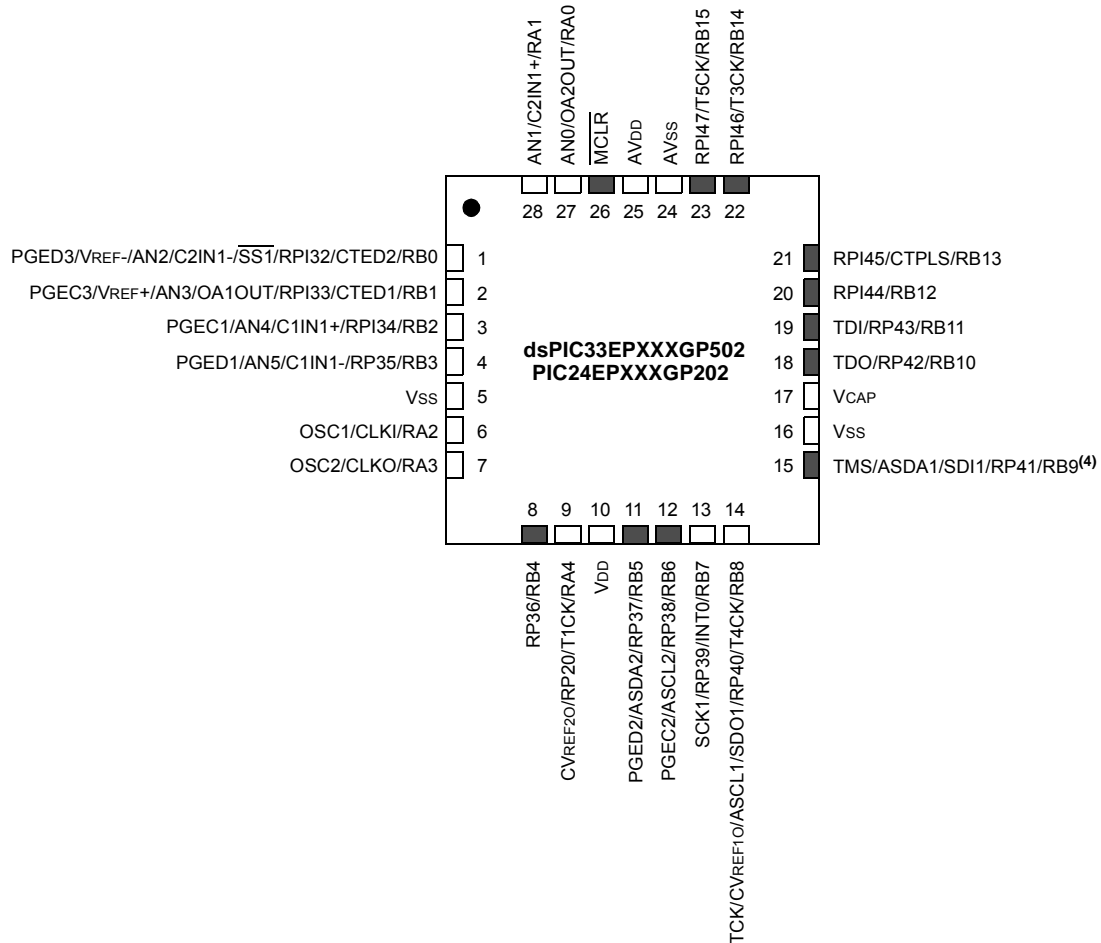 AN1/C2IN1+/RA1
AN0/OA2OUT/RA0
MCLR
AVDD
AVSS
RPI47/T5CK/RB15
RPI46/T3CK/RB14
28 27 26 25 24 23 22
PGED3/VREF-/AN2/C2IN1-/SS1/RPI32/CTED2/RB0 1
PGEC3/VREF+/AN3/OA1OUT/RPI33/CTED1/RB1 2
PGEC1/AN4/C1IN1+/RPI34/RB2 3
PGED1/AN5/C1IN1-/RP35/RB3 4
VSS 5
OSC1/CLKI/RA2 6
OSC2/CLKO/RA3 7
dsPIC33EPXXXGP502
PIC24EPXXXGP202
21 RPI45/CTPLS/RB13
20 RPI44/RB12
19 TDI/RP43/RB11
18 TDO/RP42/RB10
17 VCAP
16 VSS
15 TMS/ASDA1/SDI1/RP41/RB9(4)
8 9 10 11 12 13 14
RP36/RB4
CVREF2O/RP20/T1CK/RA4
VDD
PGED2/ASDA2/RP37/RB5
PGEC2/ASCL2/RP38/RB6
SCK1/RP39/INT0/RB7
TCK/CVREF1O/ASCL1/SDO1/RP40/T4CK/RB8